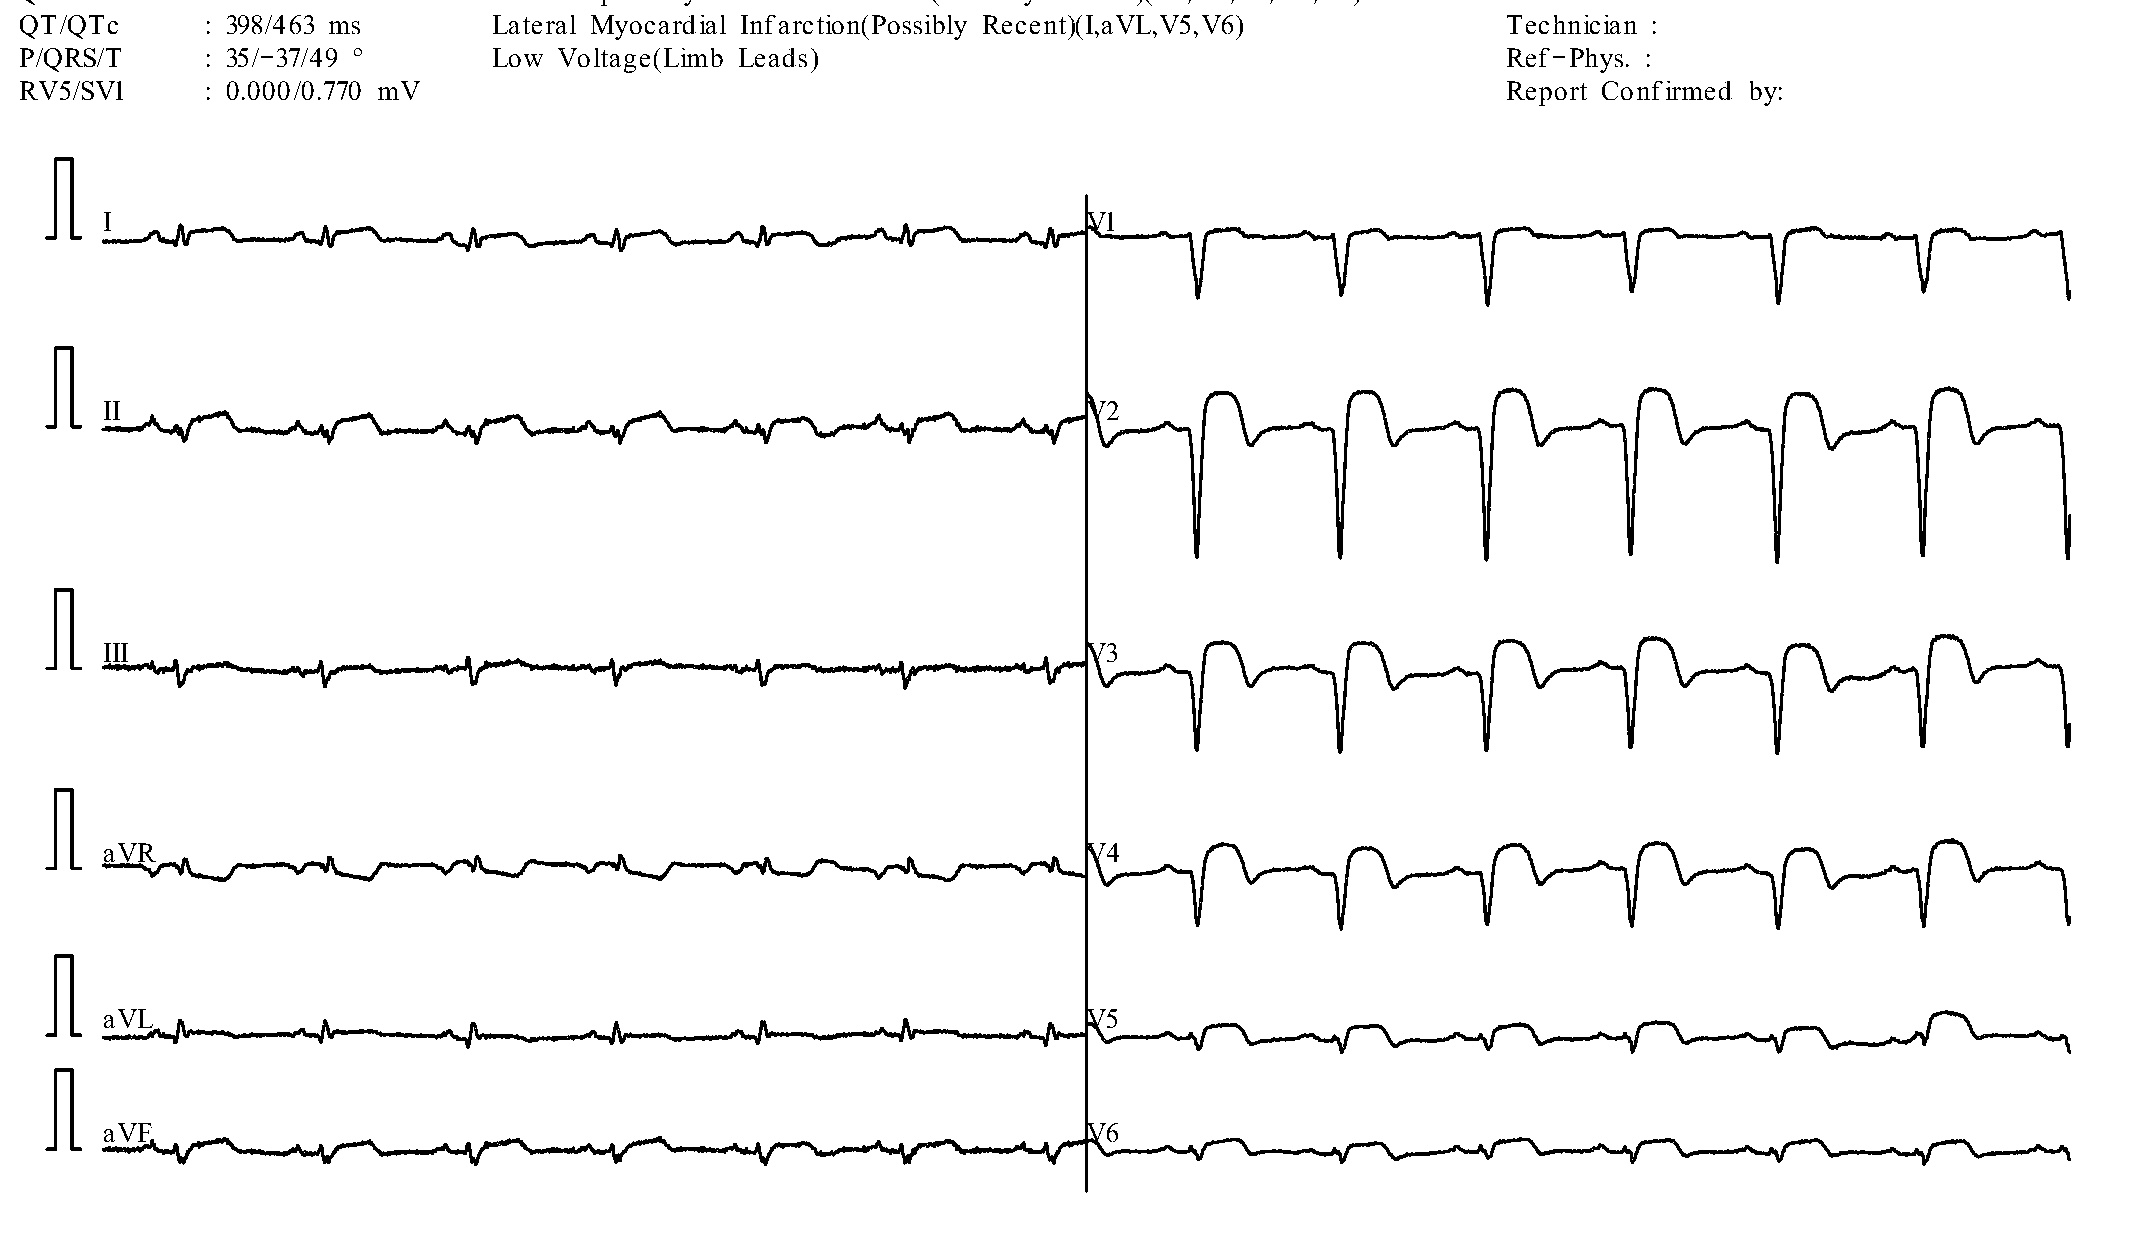 QT/QTc : 398/463 ms Lateral Myocardial Infarction(Possibly Recent)(I,aVL,V5,V6) Technician :
P/QRS/T : 35/-37/49 ° Low Voltage(Limb Leads) Ref-Phys. :
RV5/SV1 : 0.000/0.770 mV Report Confirmed by:
I V1
II V2
III V3
aVR V4
aVL V5
aVF V6